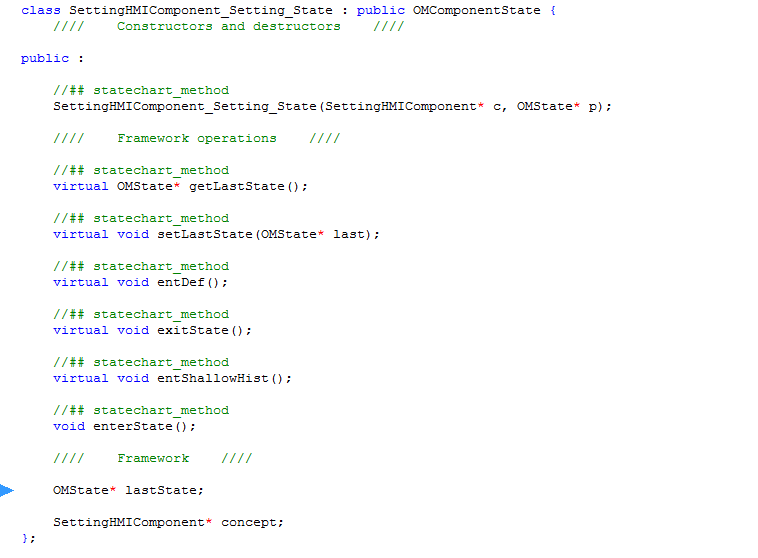 class SettingHMIComponent_Setting_State : public OMComponentState {
////    Constructors and destructors    ////
public :
//## statechart_method
SettingHMIComponent_Setting_State(SettingHMIComponent* c, OMState* p);
////    Framework operations    ////
//## statechart_method
virtual OMState* getLastState();
//## statechart_method
virtual void setLastState(OMState* last);
//## statechart_method
virtual void entDef();
//## statechart_method
virtual void exitState();
//## statechart_method
virtual void entShallowHist();
//## statechart_method
void enterState();
////    Framework    ////
OMState* lastState;
SettingHMIComponent* concept;
};